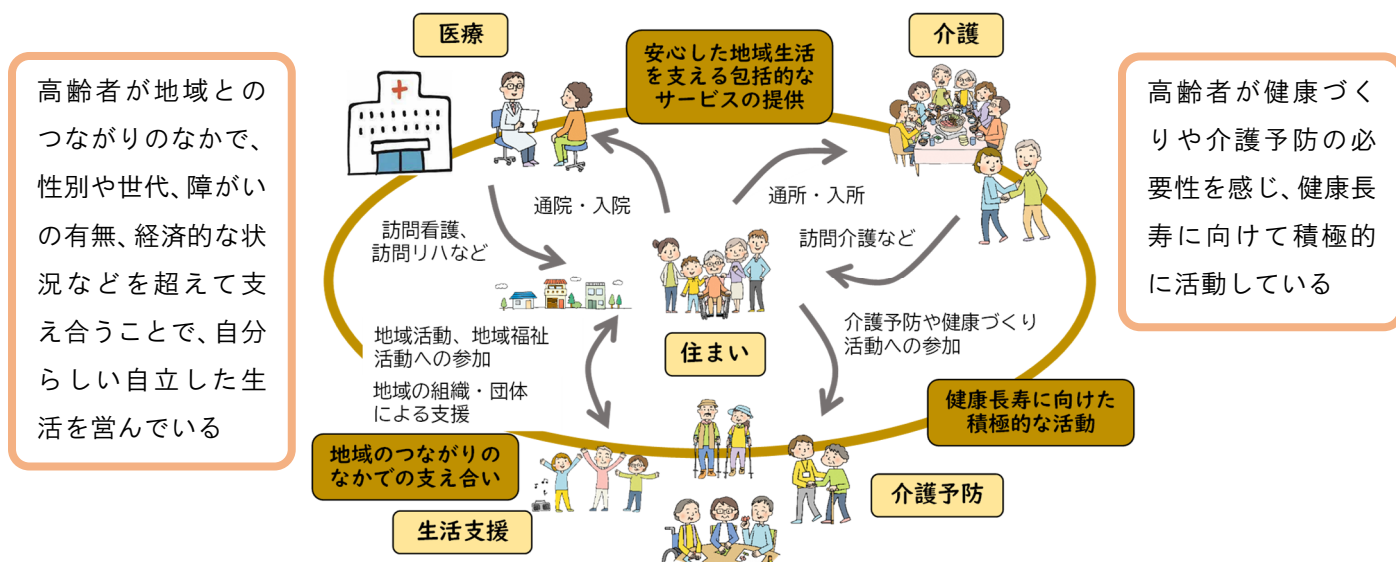 医療
安心した地域生活
を支える包括的な
サービスの提供
介護
高齢者が地域との
つながりのなかで、
性別や世代、障がい
の有無、経済的な状
況などを超えて支
え合うことで、自分
らしい自立した生
活を営んでいる
高齢者が健康づく
りや介護予防の必
要性を感じ、健康長
寿に向けて積極的
に活動している
通院・入院
通所・入所
訪問看護、
訪問リハなど
訪問介護など
住まい
地域活動、地域福祉
活動への参加
地域の組織・団体
による支援
介護予防や健康づくり
活動への参加
健康長寿に向けた
積極的な活動
地域のつながりの
なかでの支え合い
生活支援
介護予防